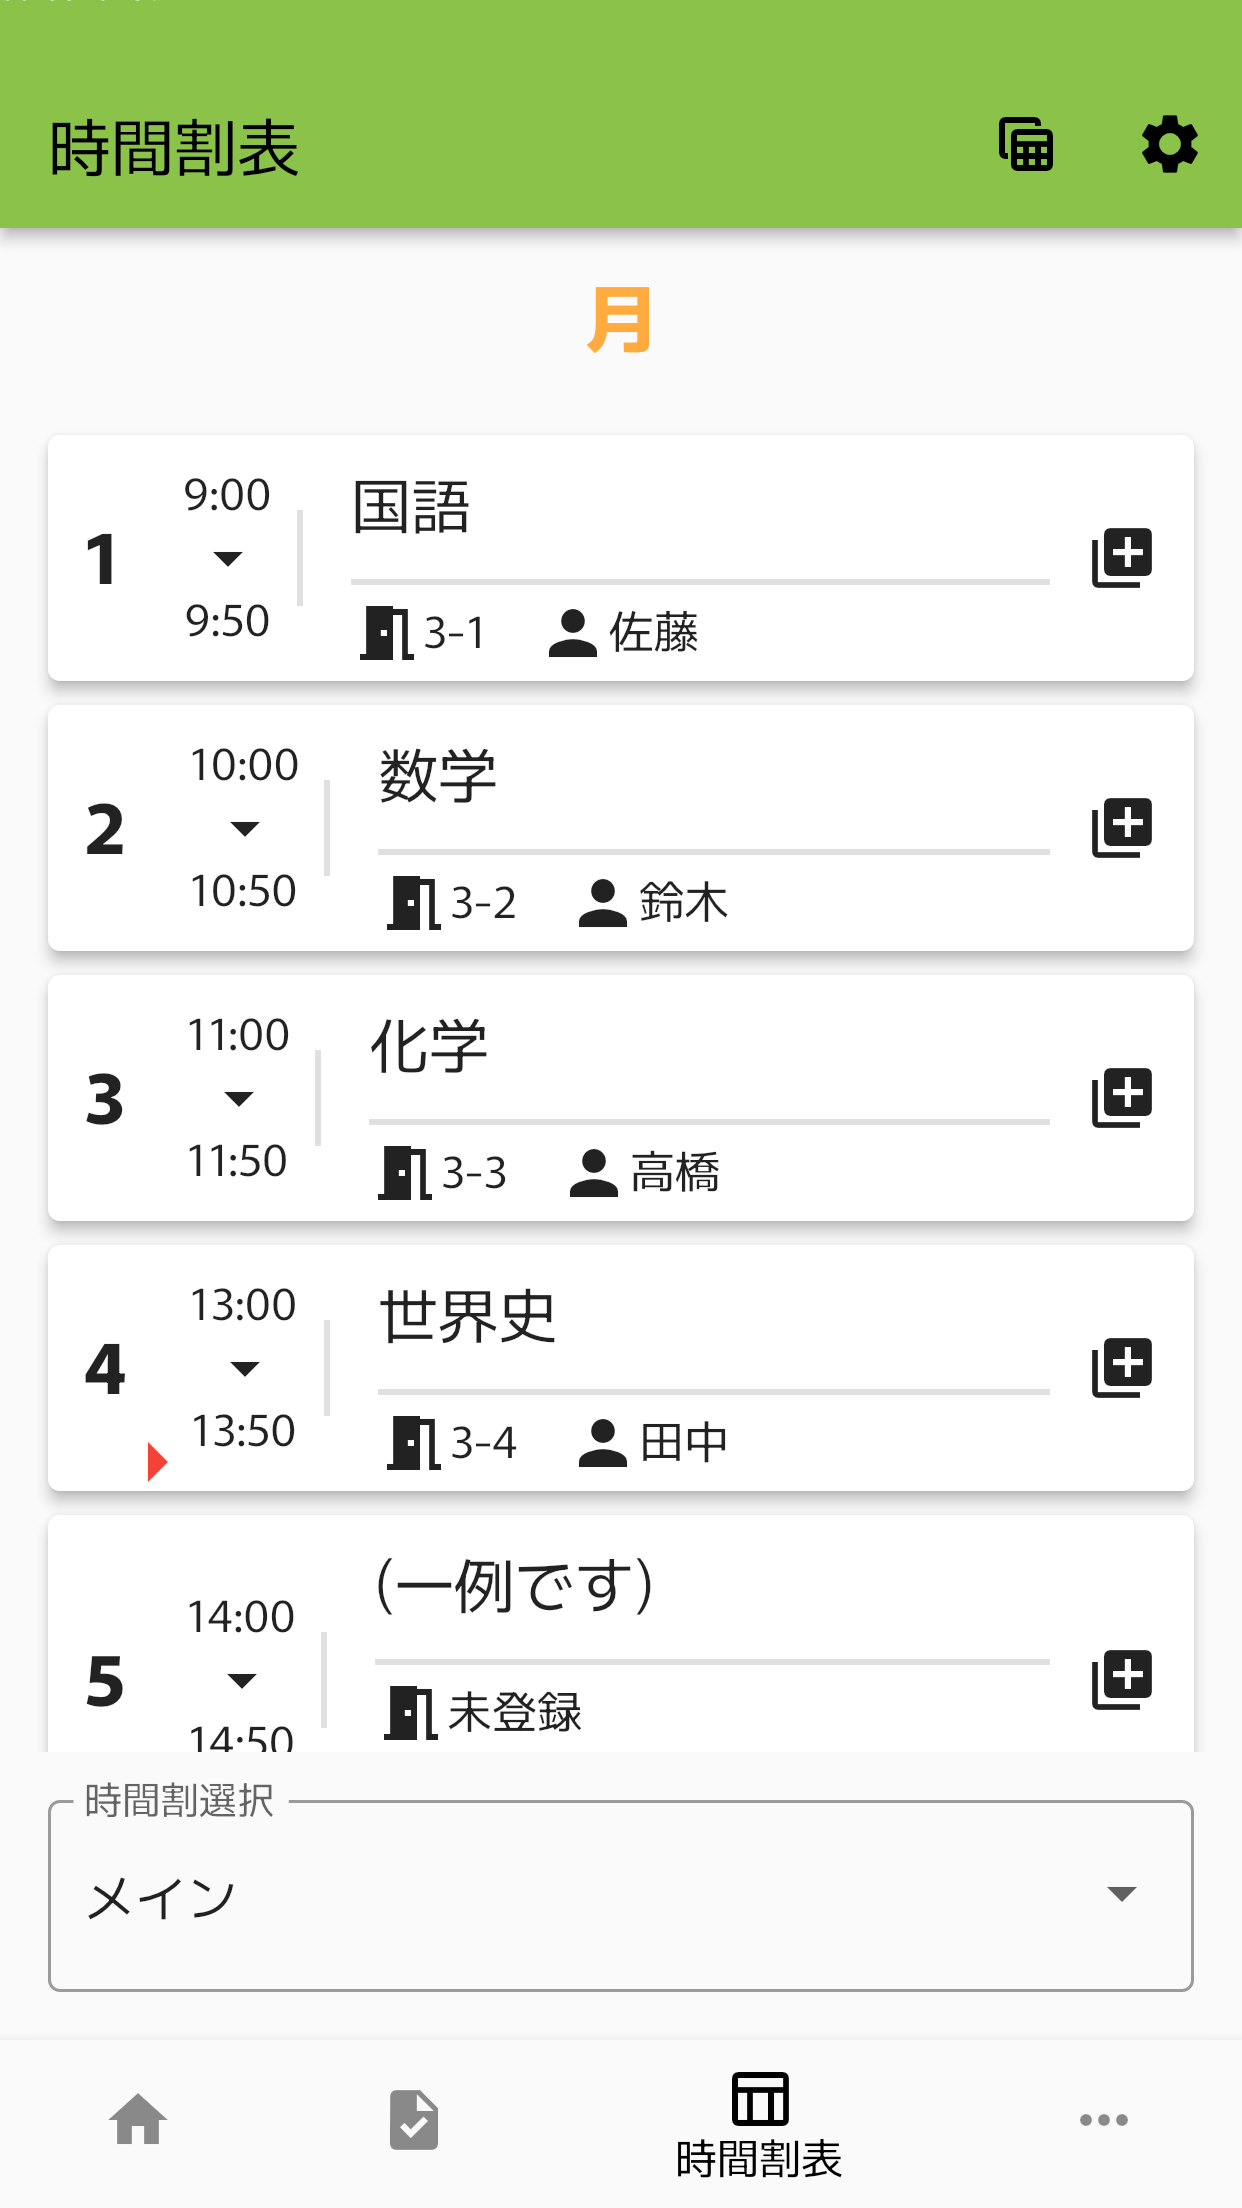 時間割表
月
1
9:00
9:50
国語
3-1
佐藤
2
10:00
10:50
数学
3-2
鈴木
3
11:00
11:50
化学
3-3
高橋
4
13:00
13:50
世界史
3-4
田中
5
14:00
14:50
(一例です)
未登録
時間割選択
メイン
時間割表